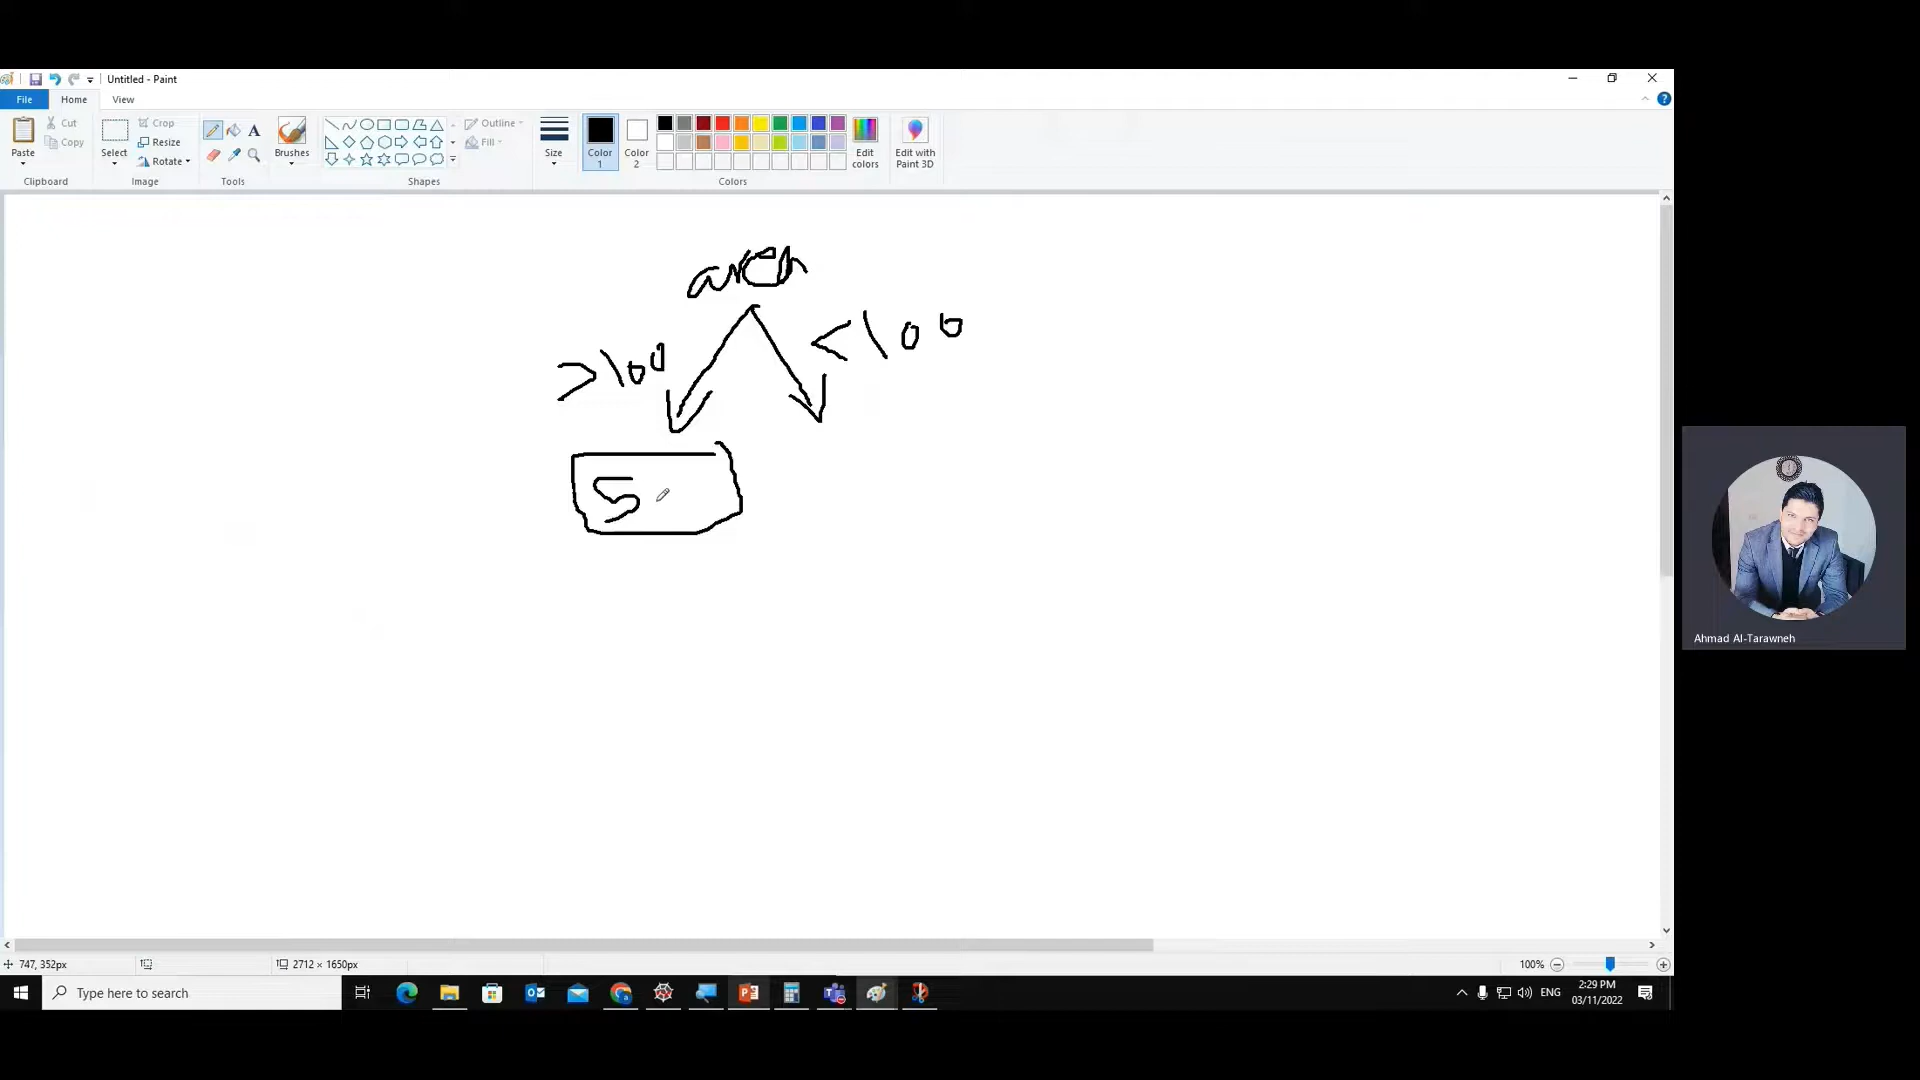 Untitled - Paint
File Home View
Paste
Cut
Copy
Clipboard
Select
Crop
Resize
Rotate
Image
Tools
Brushes
Shapes
Outline
Fill
Size
Color 1
Color 2
Colors
Edit colors
Edit with Paint 3D
area
>100
<100
5
Ahmad Al-Tarawneh
747, 352px
2712 × 1650px
100%
Type here to search
ENG
2:29 PM
03/11/2022